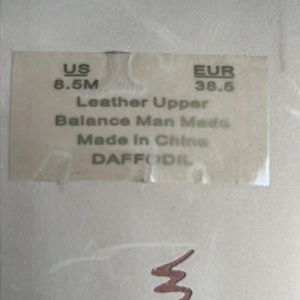 US EUR
8.5M 38.5
Leather Upper
Balance Man Made
Made in China
DAFFODIL